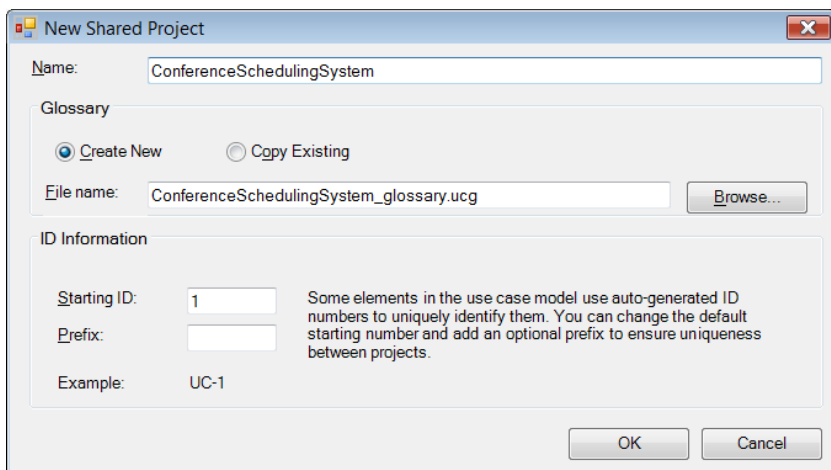 New Shared Project
Name: ConferenceSchedulingSystem
Glossary
Create New Copy Existing
File name: ConferenceSchedulingSystem_glossary.ucg Browse...
ID Information
Starting ID: 1
Some elements in the use case model use auto-generated ID
numbers to uniquely identify them. You can change the default
starting number and add an optional prefix to ensure uniqueness
between projects.
Prefix:
Example: UC-1
OK Cancel